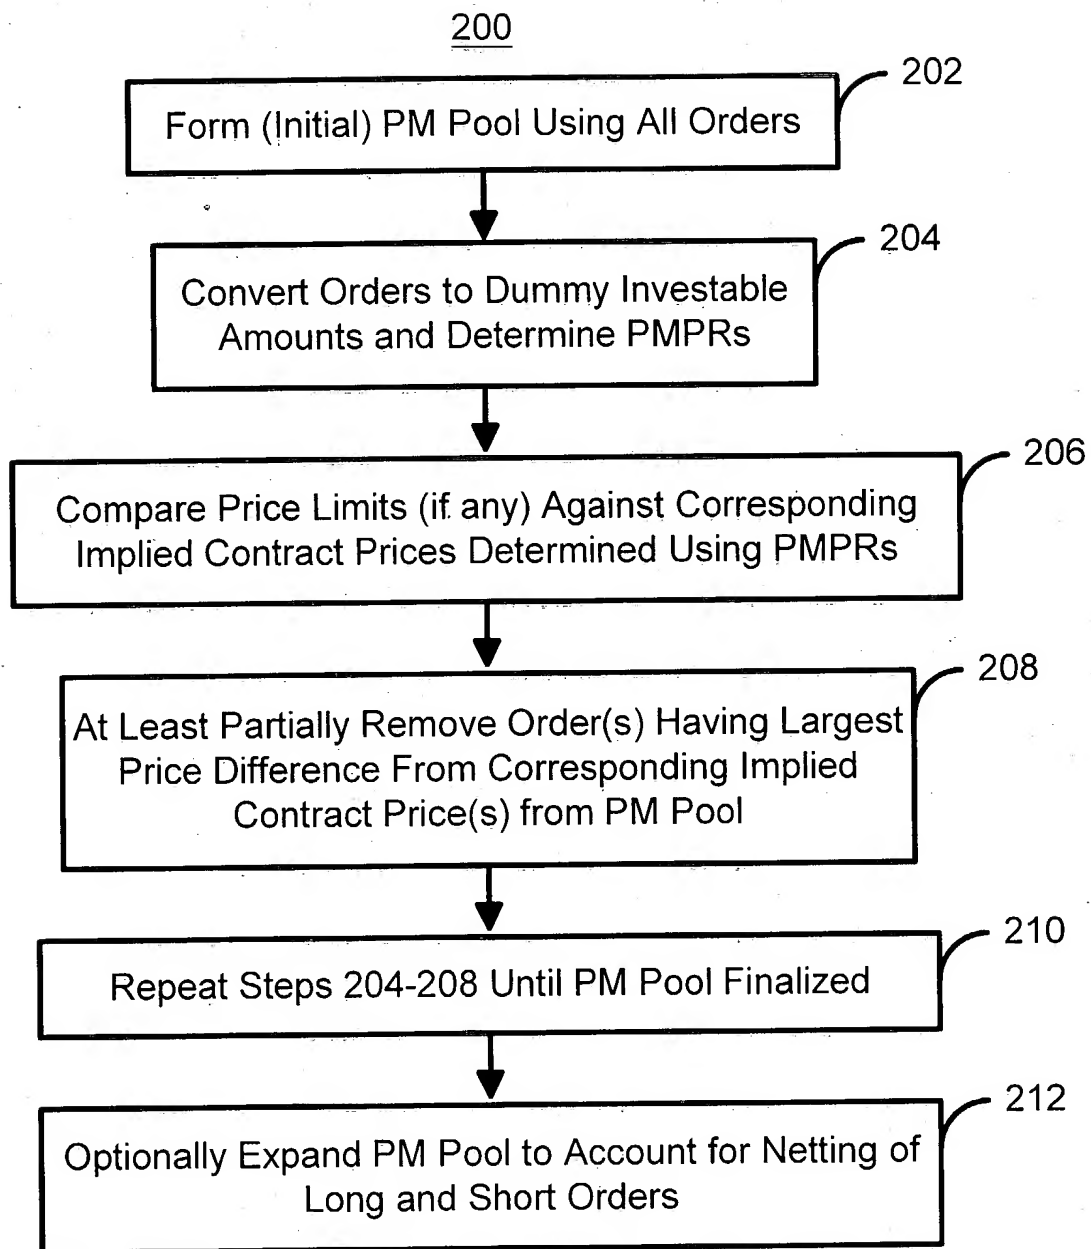 200
202
Form (Initial) PM Pool Using All Orders
204
Convert Orders to Dummy Investable
Amounts and Determine PMPRs
206
Compare Price Limits (if any) Against Corresponding
Implied Contract Prices Determined Using PMPRs
208
At Least Partially Remove Order(s) Having Largest
Price Difference From Corresponding Implied
Contract Price(s) from PM Pool
210
Repeat Steps 204-208 Until PM Pool Finalized
212
Optionally Expand PM Pool to Account for Netting of
Long and Short Orders